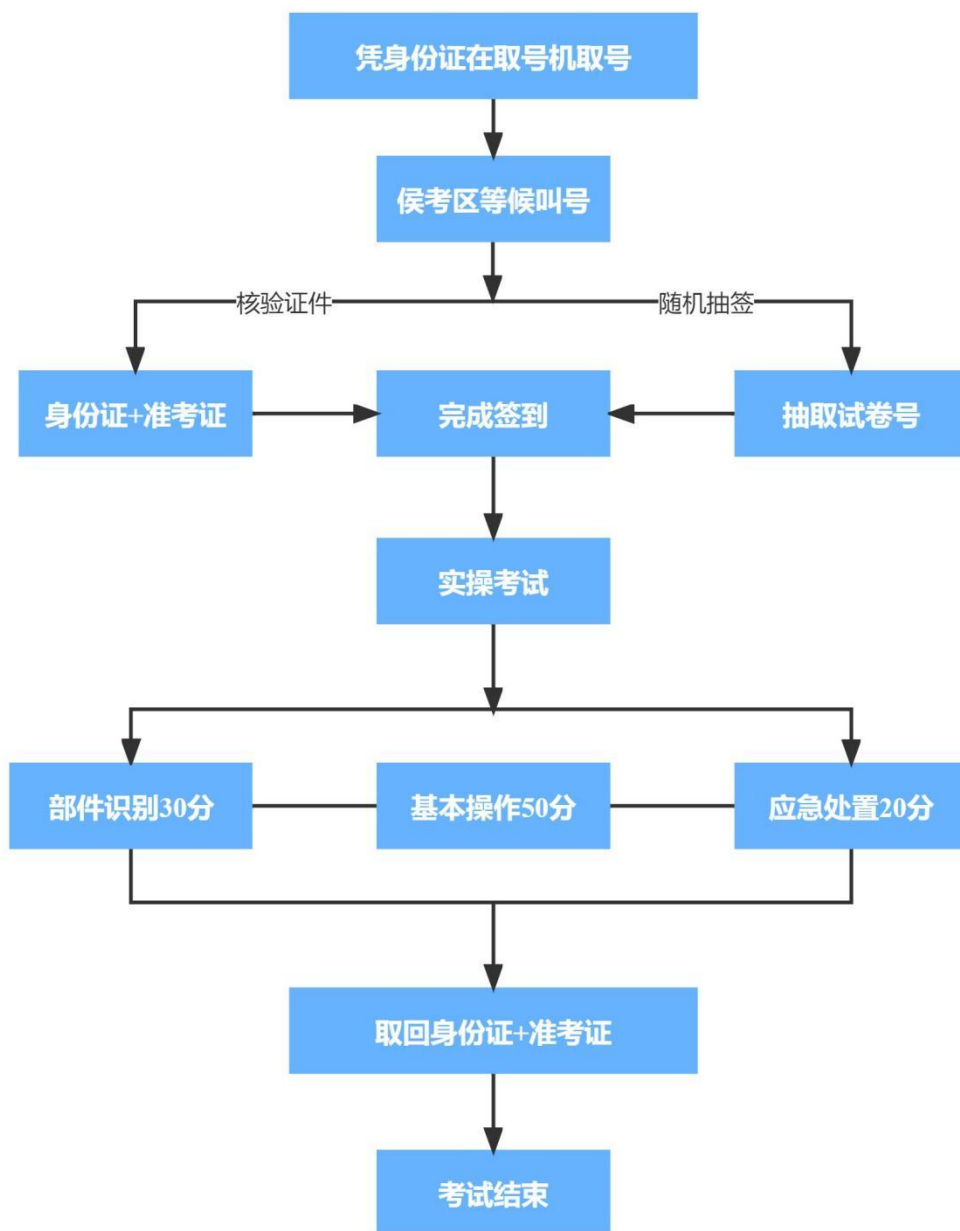 凭身份证在取号机取号
侯考区等候叫号
核验证件
随机抽签
身份证+准考证
完成签到
抽取试卷号
实操考试
部件识别30分
基本操作50分
应急处置20分
取回身份证+准考证
考试结束